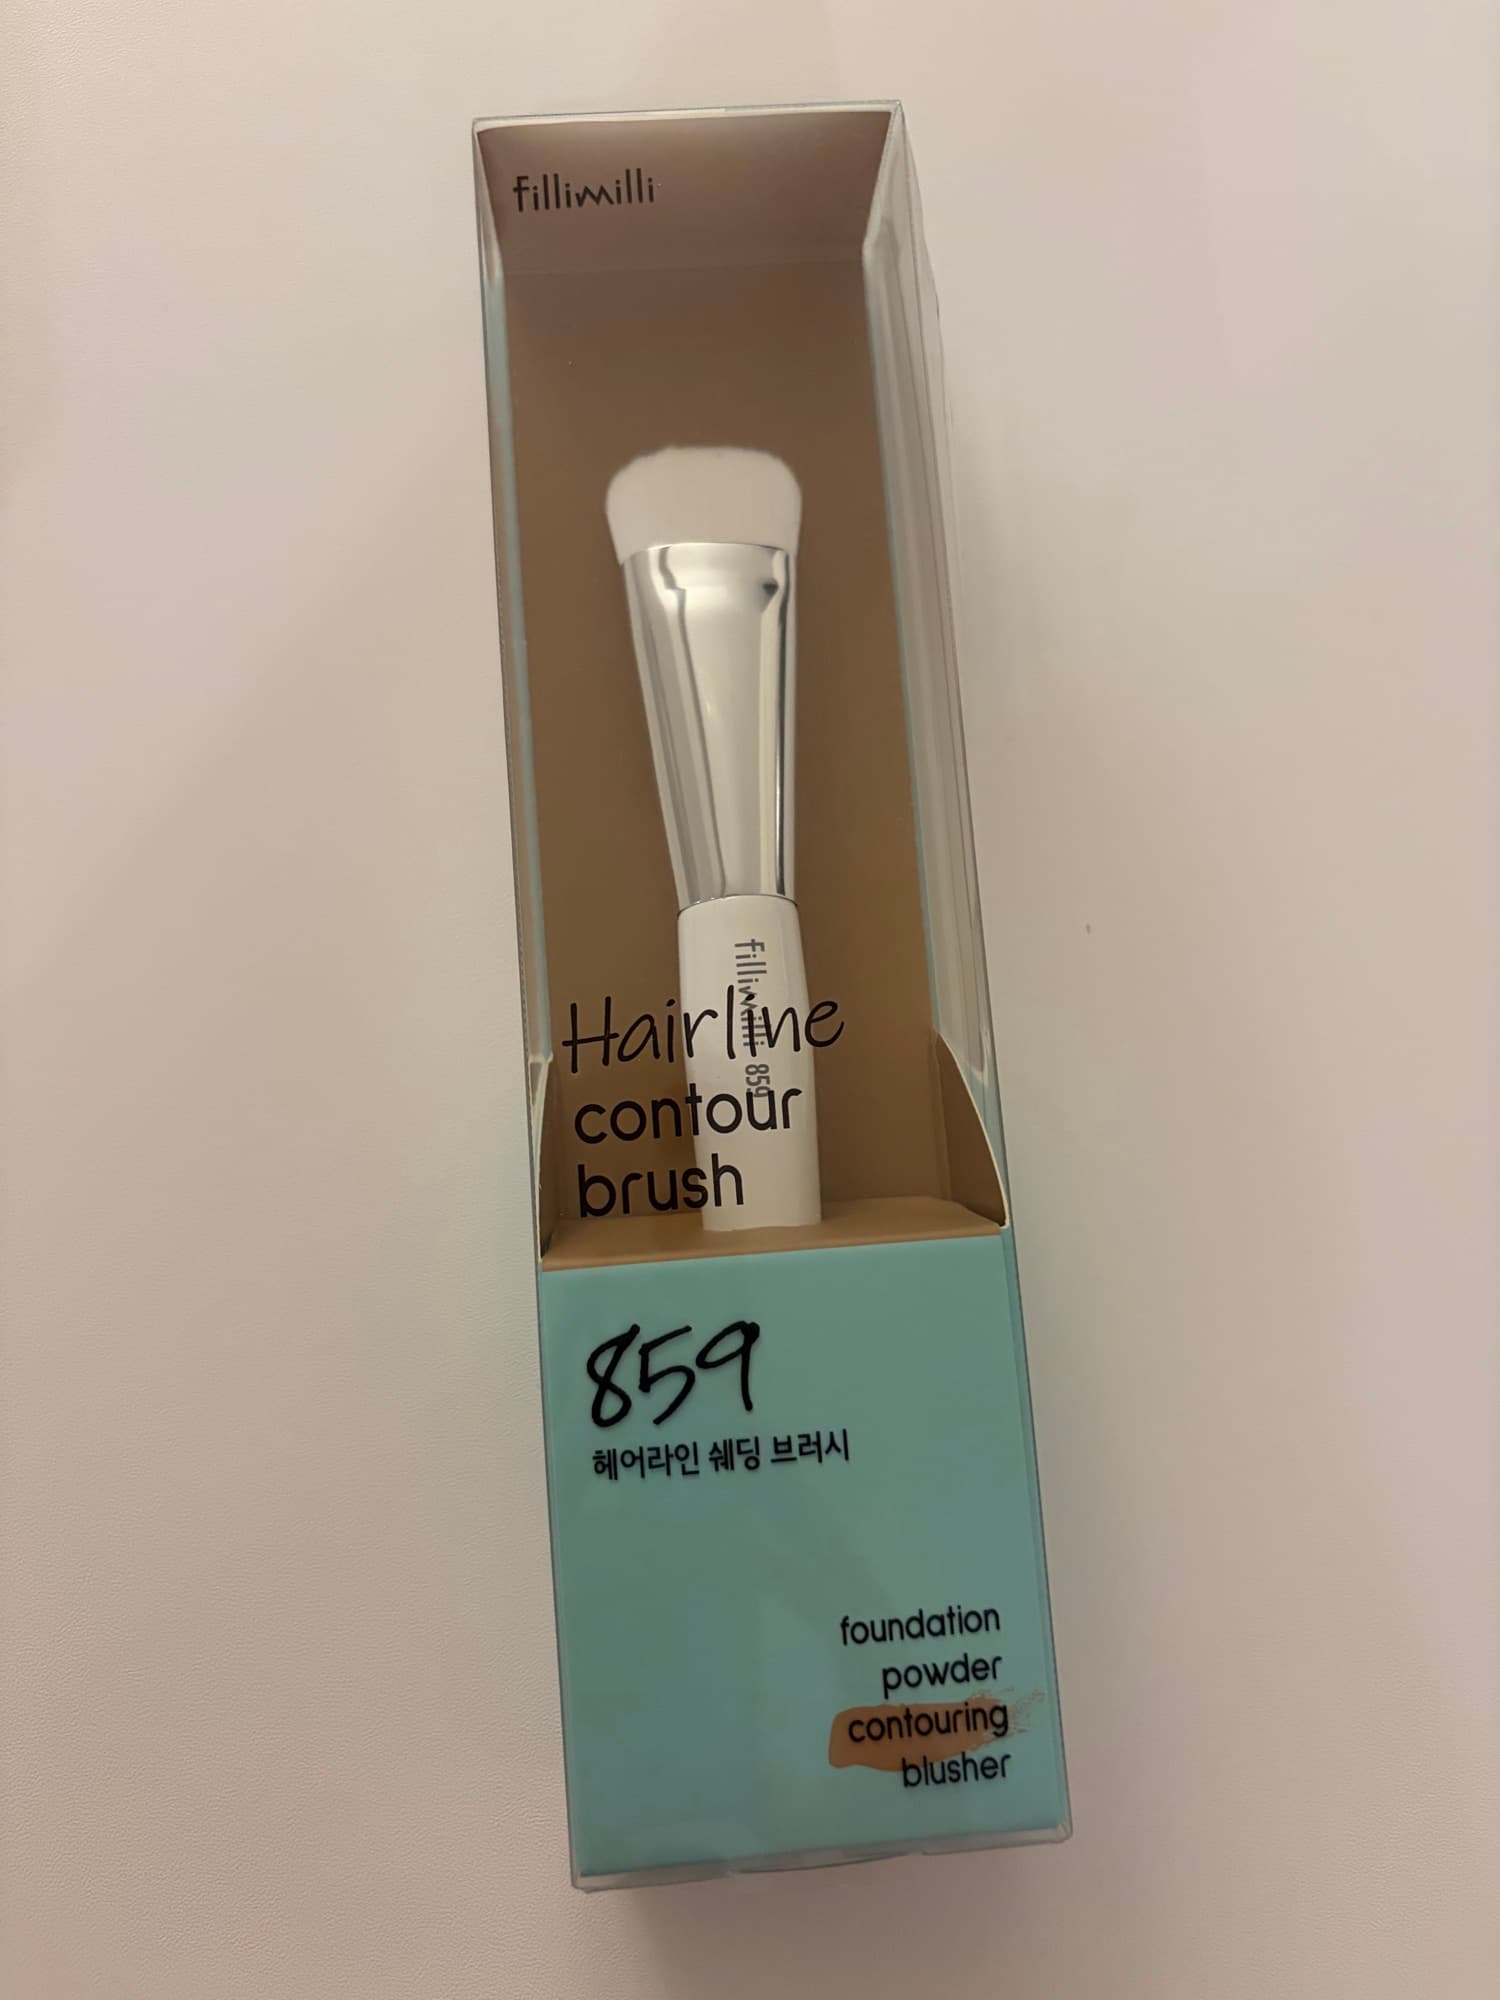 fillimilli
fillimilli 859
Hairline
contour
brush
859
헤어라인 쉐딩 브러시
foundation
powder
contouring
blusher